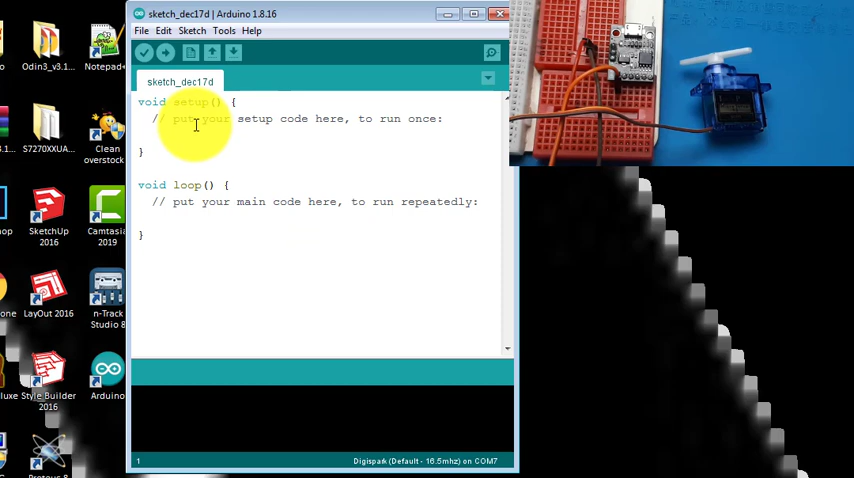 sketch_dec17d | Arduino 1.8.16
File Edit Sketch Tools Help
sketch_dec17d
void setup() {
// put your setup code here, to run once:
}
void loop() {
// put your main code here, to run repeatedly:
}
1
Digispark (Default - 16.5mhz) on COM7
Odin3_v3.1...
Notepad+
S7270XXUA...
Clean
overstock...
SketchUp
2016
Camtasia
2019
LayOut 2016
n-Track
Studio 8
Style Builder
2016
Arduino
Proteus 8